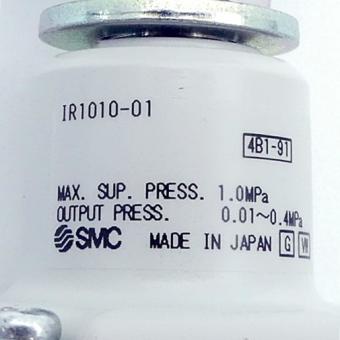 IR1010-01
4B1-91
MAX. SUP. PRESS. 1.0MPa
OUTPUT PRESS. 0.01~0.4MPa
SMC MADE IN JAPAN G